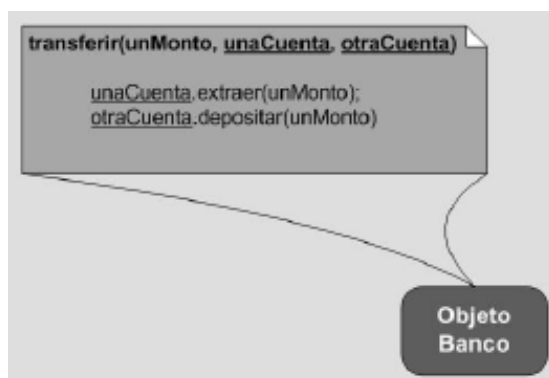 transferir(unMonto, unaCuenta, otraCuenta)
unaCuenta.extraer(unMonto);
otraCuenta.depositar(unMonto)
Objeto
Banco